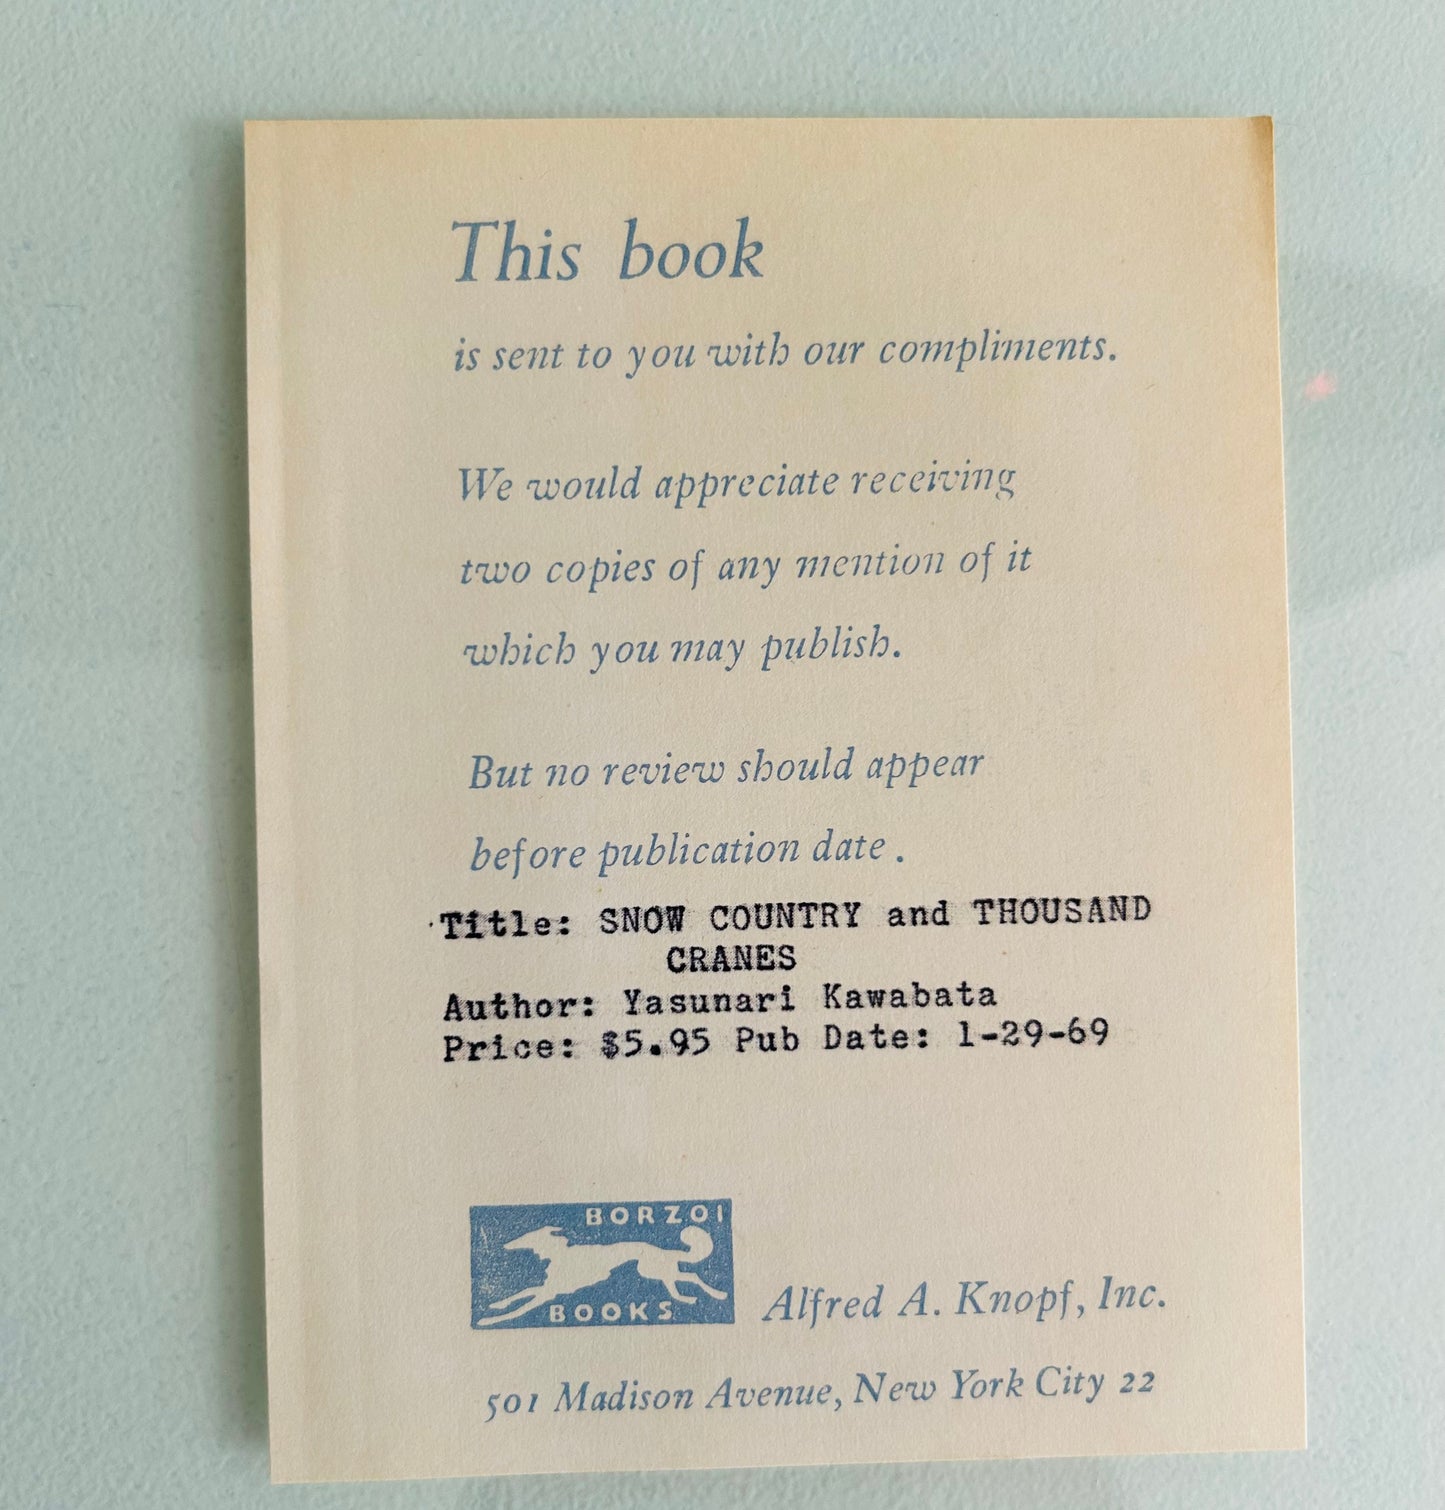 This book
is sent to you with our compliments.
We would appreciate receiving
two copies of any mention of it
which you may publish.
But no review should appear
before publication date .
Title: SNOW COUNTRY and THOUSAND
CRANES
Author: Yasunari Kawabata
Price: $5.95 Pub Date: 1-29-69
BORZOI
BOOKS
Alfred A. Knopf, Inc.
501 Madison Avenue, New York City 22